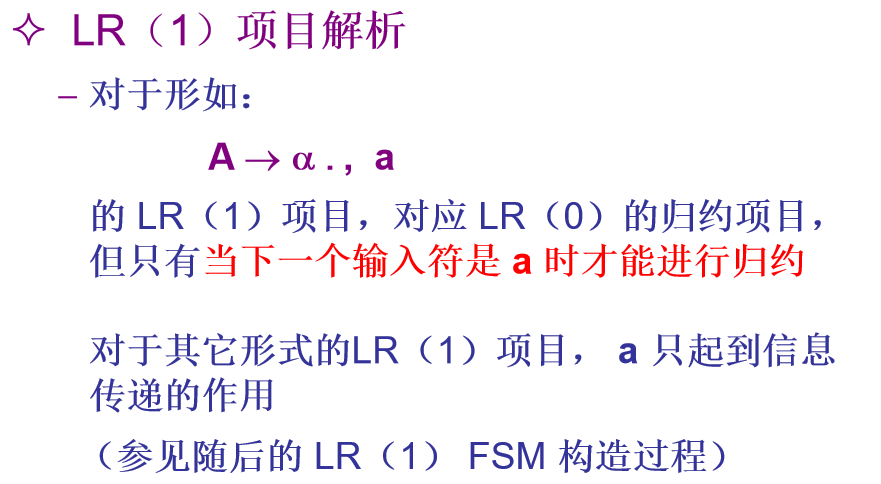 ✧ LR（1）项目解析
– 对于形如：
A → α . , a
的 LR（1）项目，对应 LR（0）的归约项目，
但只有当下一个输入符是 a 时才能进行归约
对于其它形式的LR（1）项目， a 只起到信息
传递的作用
（参见随后的 LR（1） FSM 构造过程）